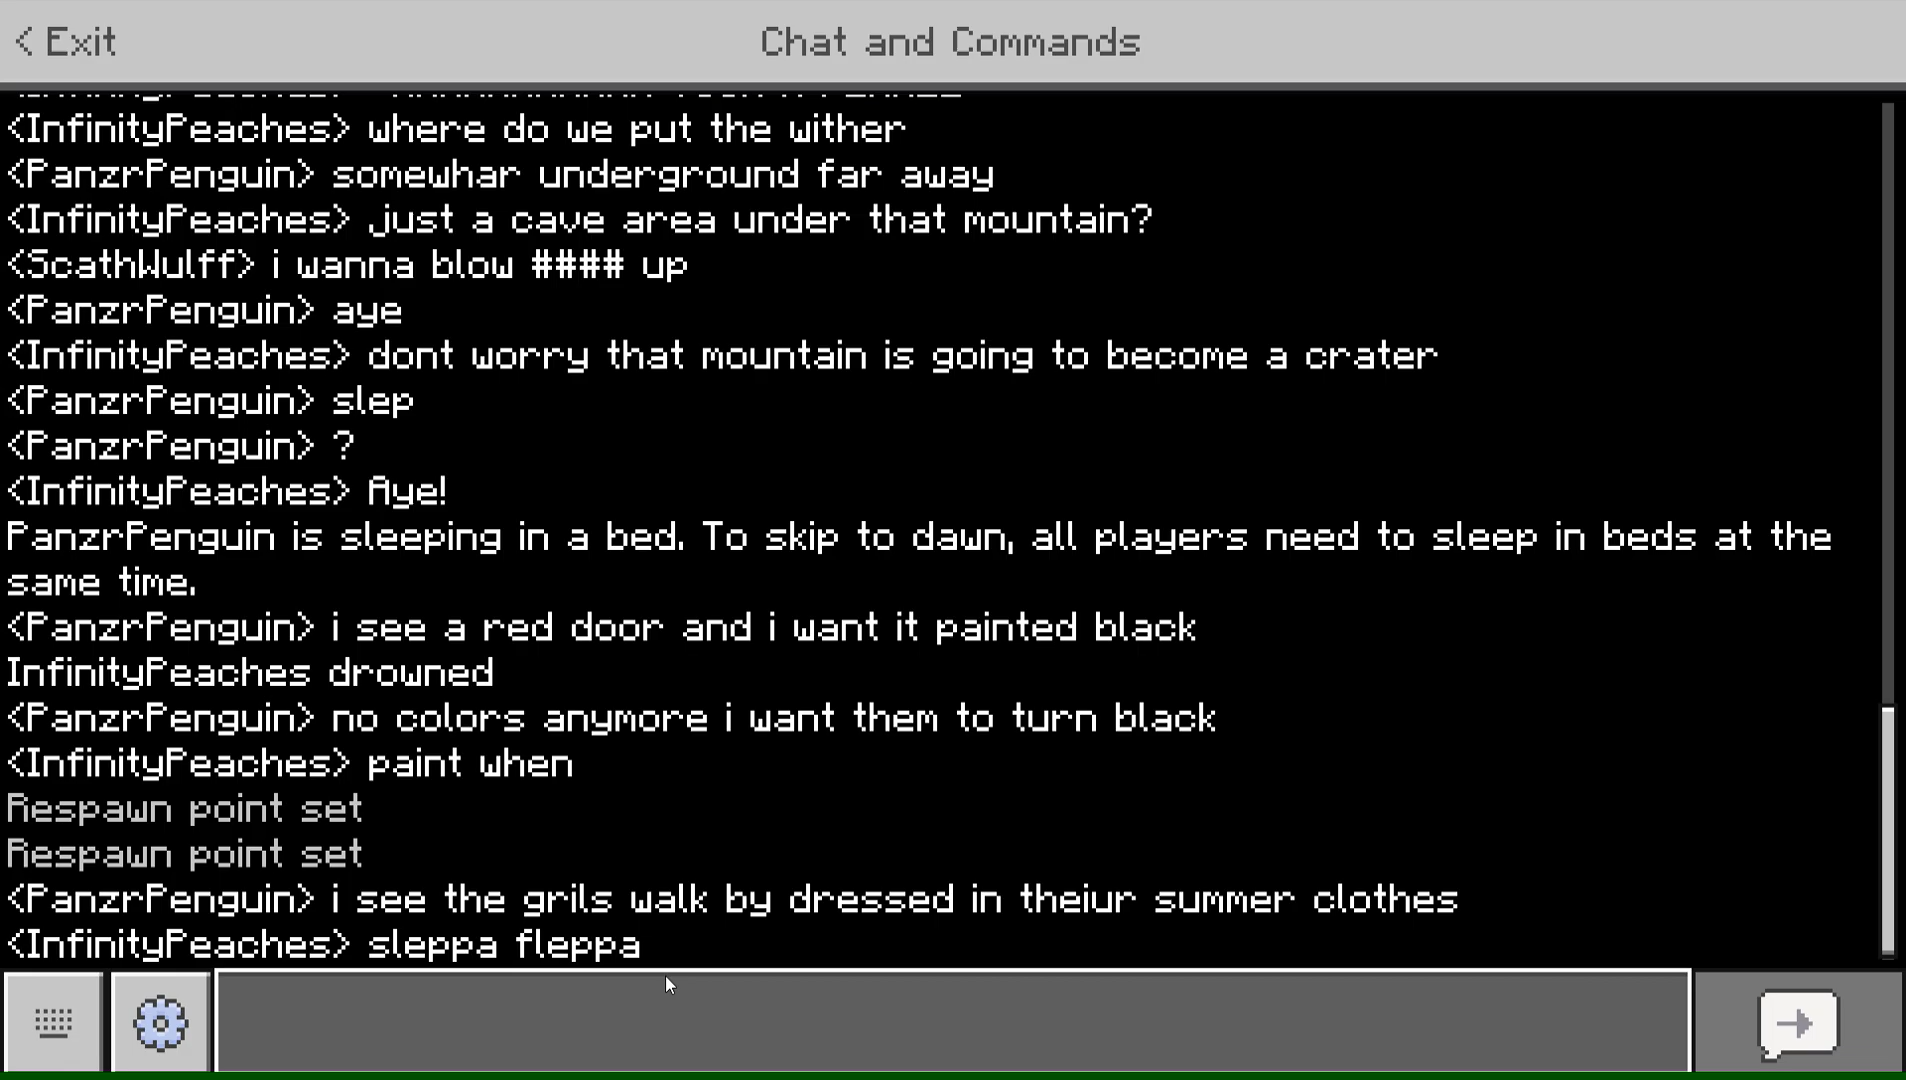 < Exit
Chat and Commands
<InfinityPeaches> where do we put the wither
<PanzrPenguin> somewhar underground far away
<InfinityPeaches> just a cave area under that mountain?
<ScathWulff> i wanna blow #### up
<PanzrPenguin> aye
<InfinityPeaches> dont worry that mountain is going to become a crater
<PanzrPenguin> slep
<PanzrPenguin> ?
<InfinityPeaches> Aye!
PanzrPenguin is sleeping in a bed. To skip to dawn, all players need to sleep in beds at the
same time.
<PanzrPenguin> i see a red door and i want it painted black
InfinityPeaches drowned
<PanzrPenguin> no colors anymore i want them to turn black
<InfinityPeaches> paint when
Respawn point set
Respawn point set
<PanzrPenguin> i see the grils walk by dressed in theiur summer clothes
<InfinityPeaches> sleppa fleppa